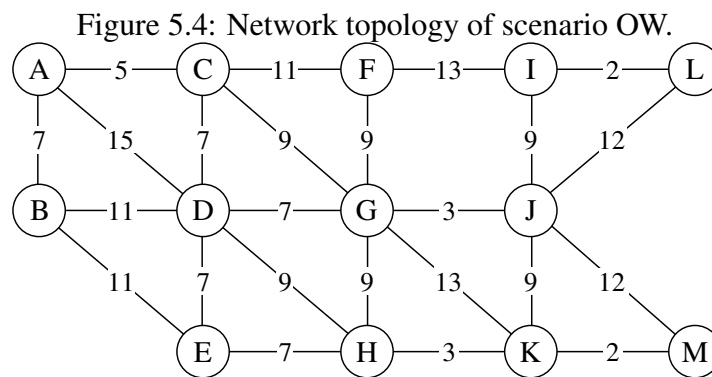 Figure 5.4: Network topology of scenario OW.
A 5 C 11 F 13 I 2 L
7 15 7 9 9 9 12
B 11 D 7 G 3 J
11 7 9 9 13 9 12
E 7 H 3 K 2 M